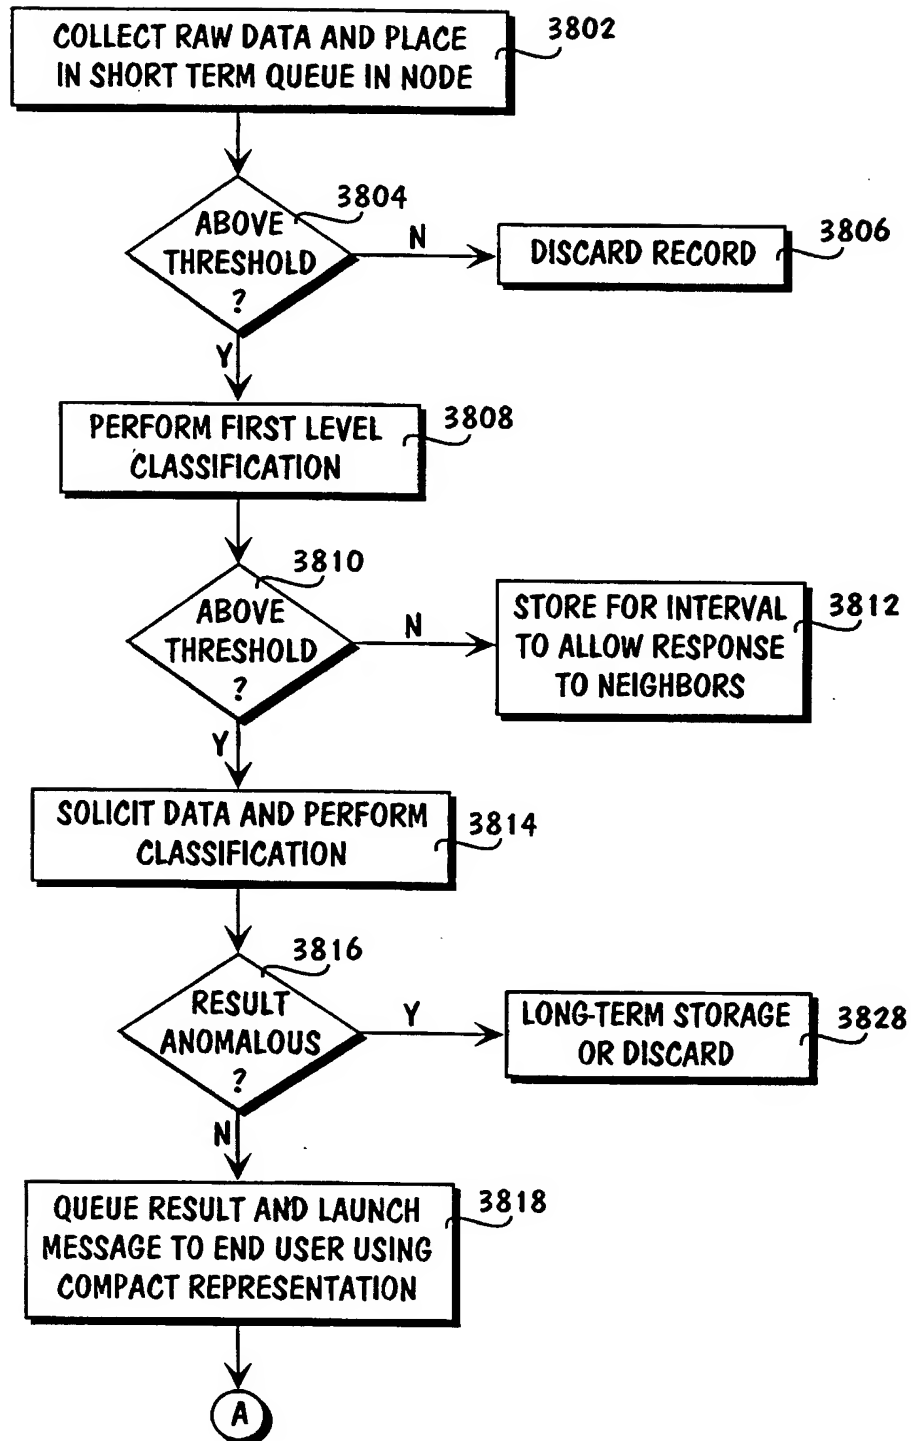 COLLECT RAW DATA AND PLACE
IN SHORT TERM QUEUE IN NODE
3802
ABOVE
THRESHOLD
?
3804
N
DISCARD RECORD
3806
Y
PERFORM FIRST LEVEL
CLASSIFICATION
3808
ABOVE
THRESHOLD
?
3810
N
STORE FOR INTERVAL
TO ALLOW RESPONSE
TO NEIGHBORS
3812
Y
SOLICIT DATA AND PERFORM
CLASSIFICATION
3814
RESULT
ANOMALOUS
?
3816
Y
LONG-TERM STORAGE
OR DISCARD
3828
N
QUEUE RESULT AND LAUNCH
MESSAGE TO END USER USING
COMPACT REPRESENTATION
3818
A